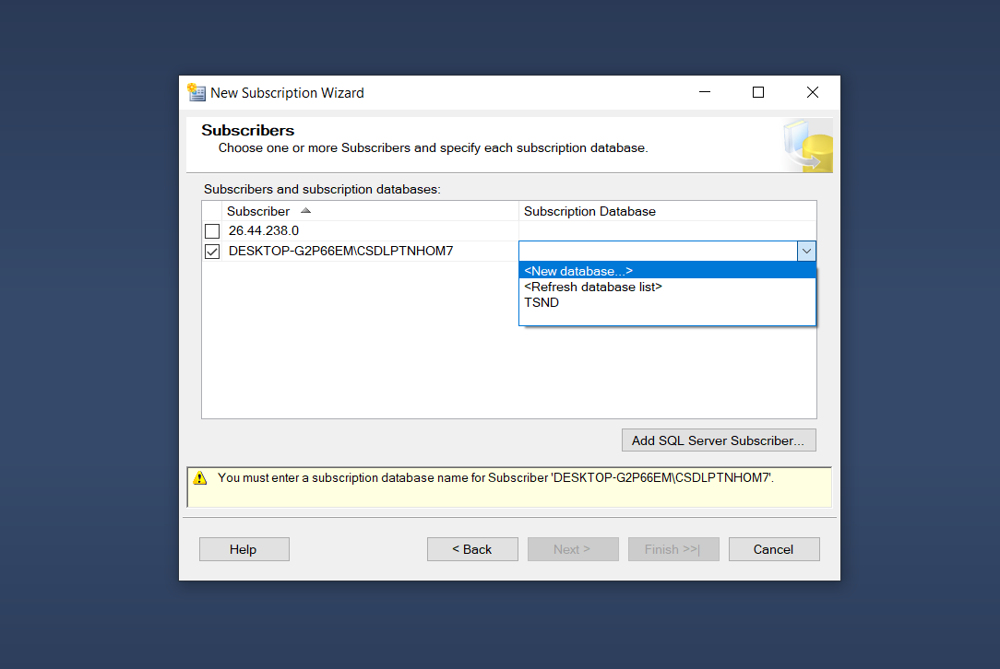 New Subscription Wizard
Subscribers
Choose one or more Subscribers and specify each subscription database.
Subscribers and subscription databases:
Subscriber Subscription Database
26.44.238.0
DESKTOP-G2P66EM\CSDLPTNHOM7
<New database...>
<Refresh database list>
TSND
Add SQL Server Subscriber...
You must enter a subscription database name for Subscriber 'DESKTOP-G2P66EM\CSDLPTNHOM7'.
Help < Back Next > Finish >>| Cancel